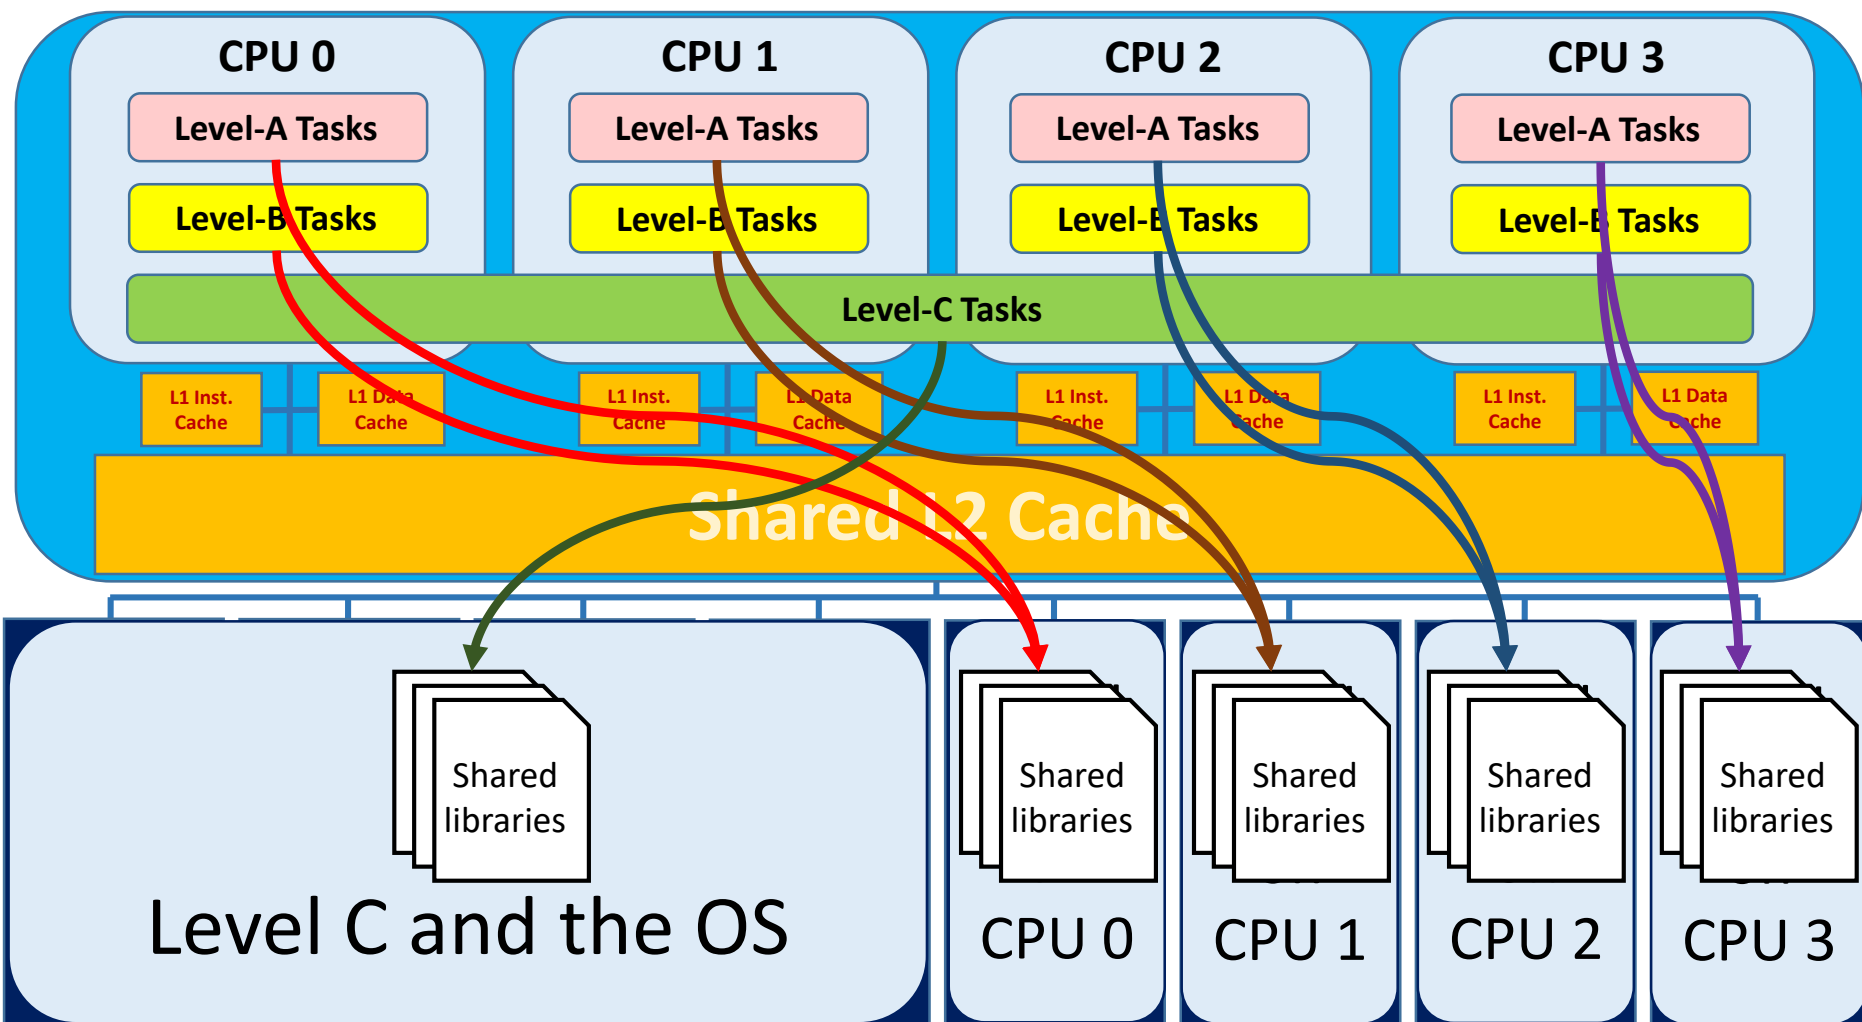 CPU 0
CPU 1
CPU 2
CPU 3
Level-A Tasks
Level-A Tasks
Level-A Tasks
Level-A Tasks
Level-B Tasks
Level-B Tasks
Level-B Tasks
Level-B Tasks
Level-C Tasks
L1 Inst.
Cache
L1 Data
Cache
L1 Inst.
Cache
L1 Data
Cache
L1 Inst.
Cache
L1 Data
Cache
L1 Inst.
Cache
L1 Data
Cache
Shared L2 Cache
Shared
libraries
Shared
libraries
Shared
libraries
Shared
libraries
Shared
libraries
Level C and the OS
CPU 0
CPU 1
CPU 2
CPU 3